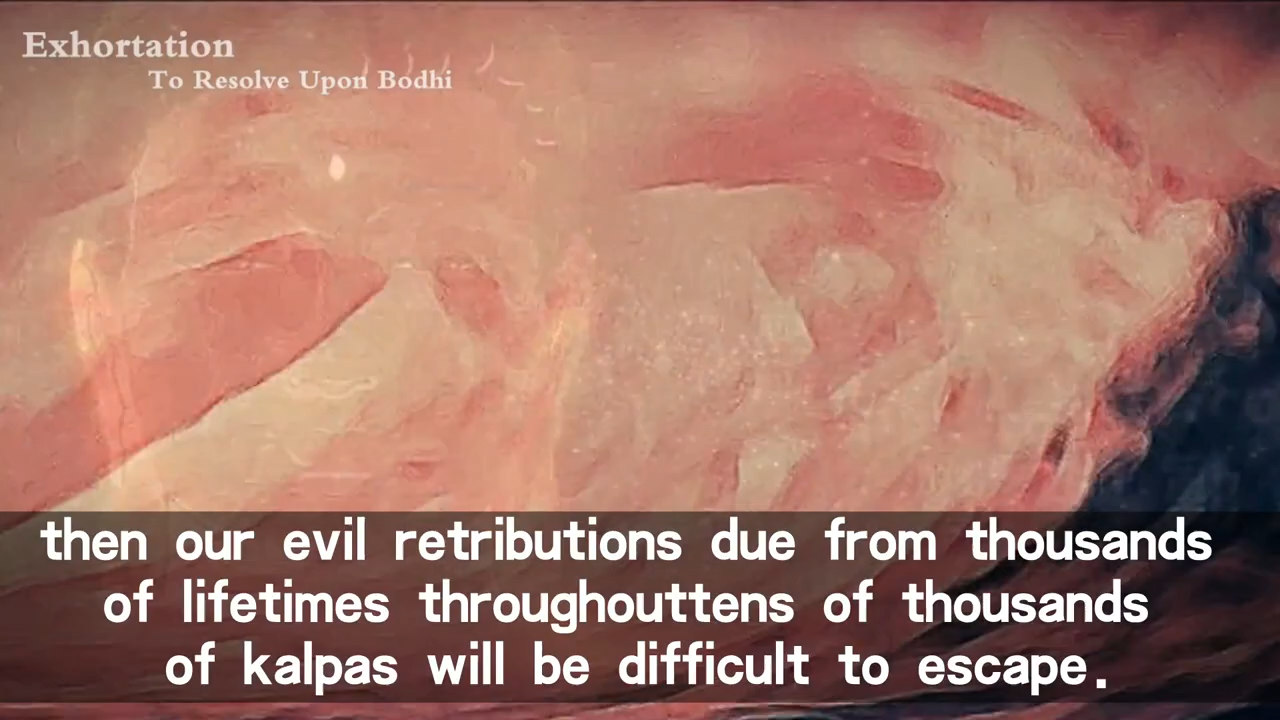 Exhortation
To Resolve Upon Bodhi
then our evil retributions due from thousands
of lifetimes throughouttens of thousands
of kalpas will be difficult to escape.